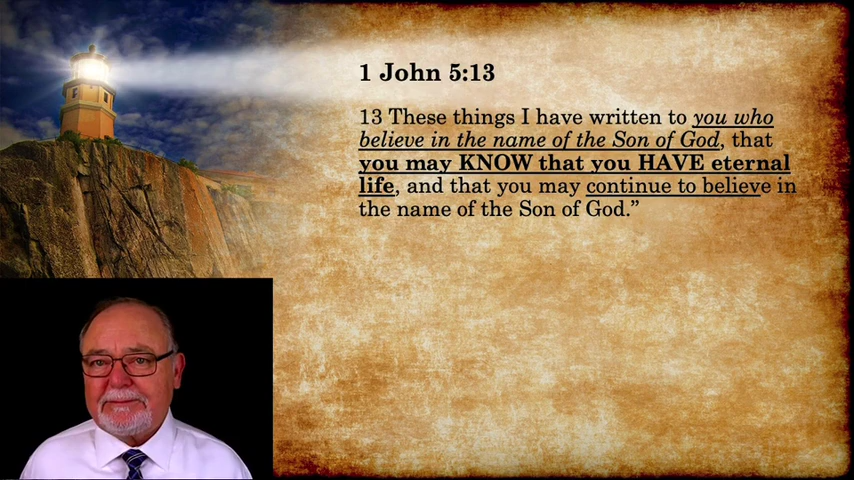 1 John 5:13
13 These things I have written to you who
believe in the name of the Son of God, that
you may KNOW that you HAVE eternal
life, and that you may continue to believe in
the name of the Son of God.”